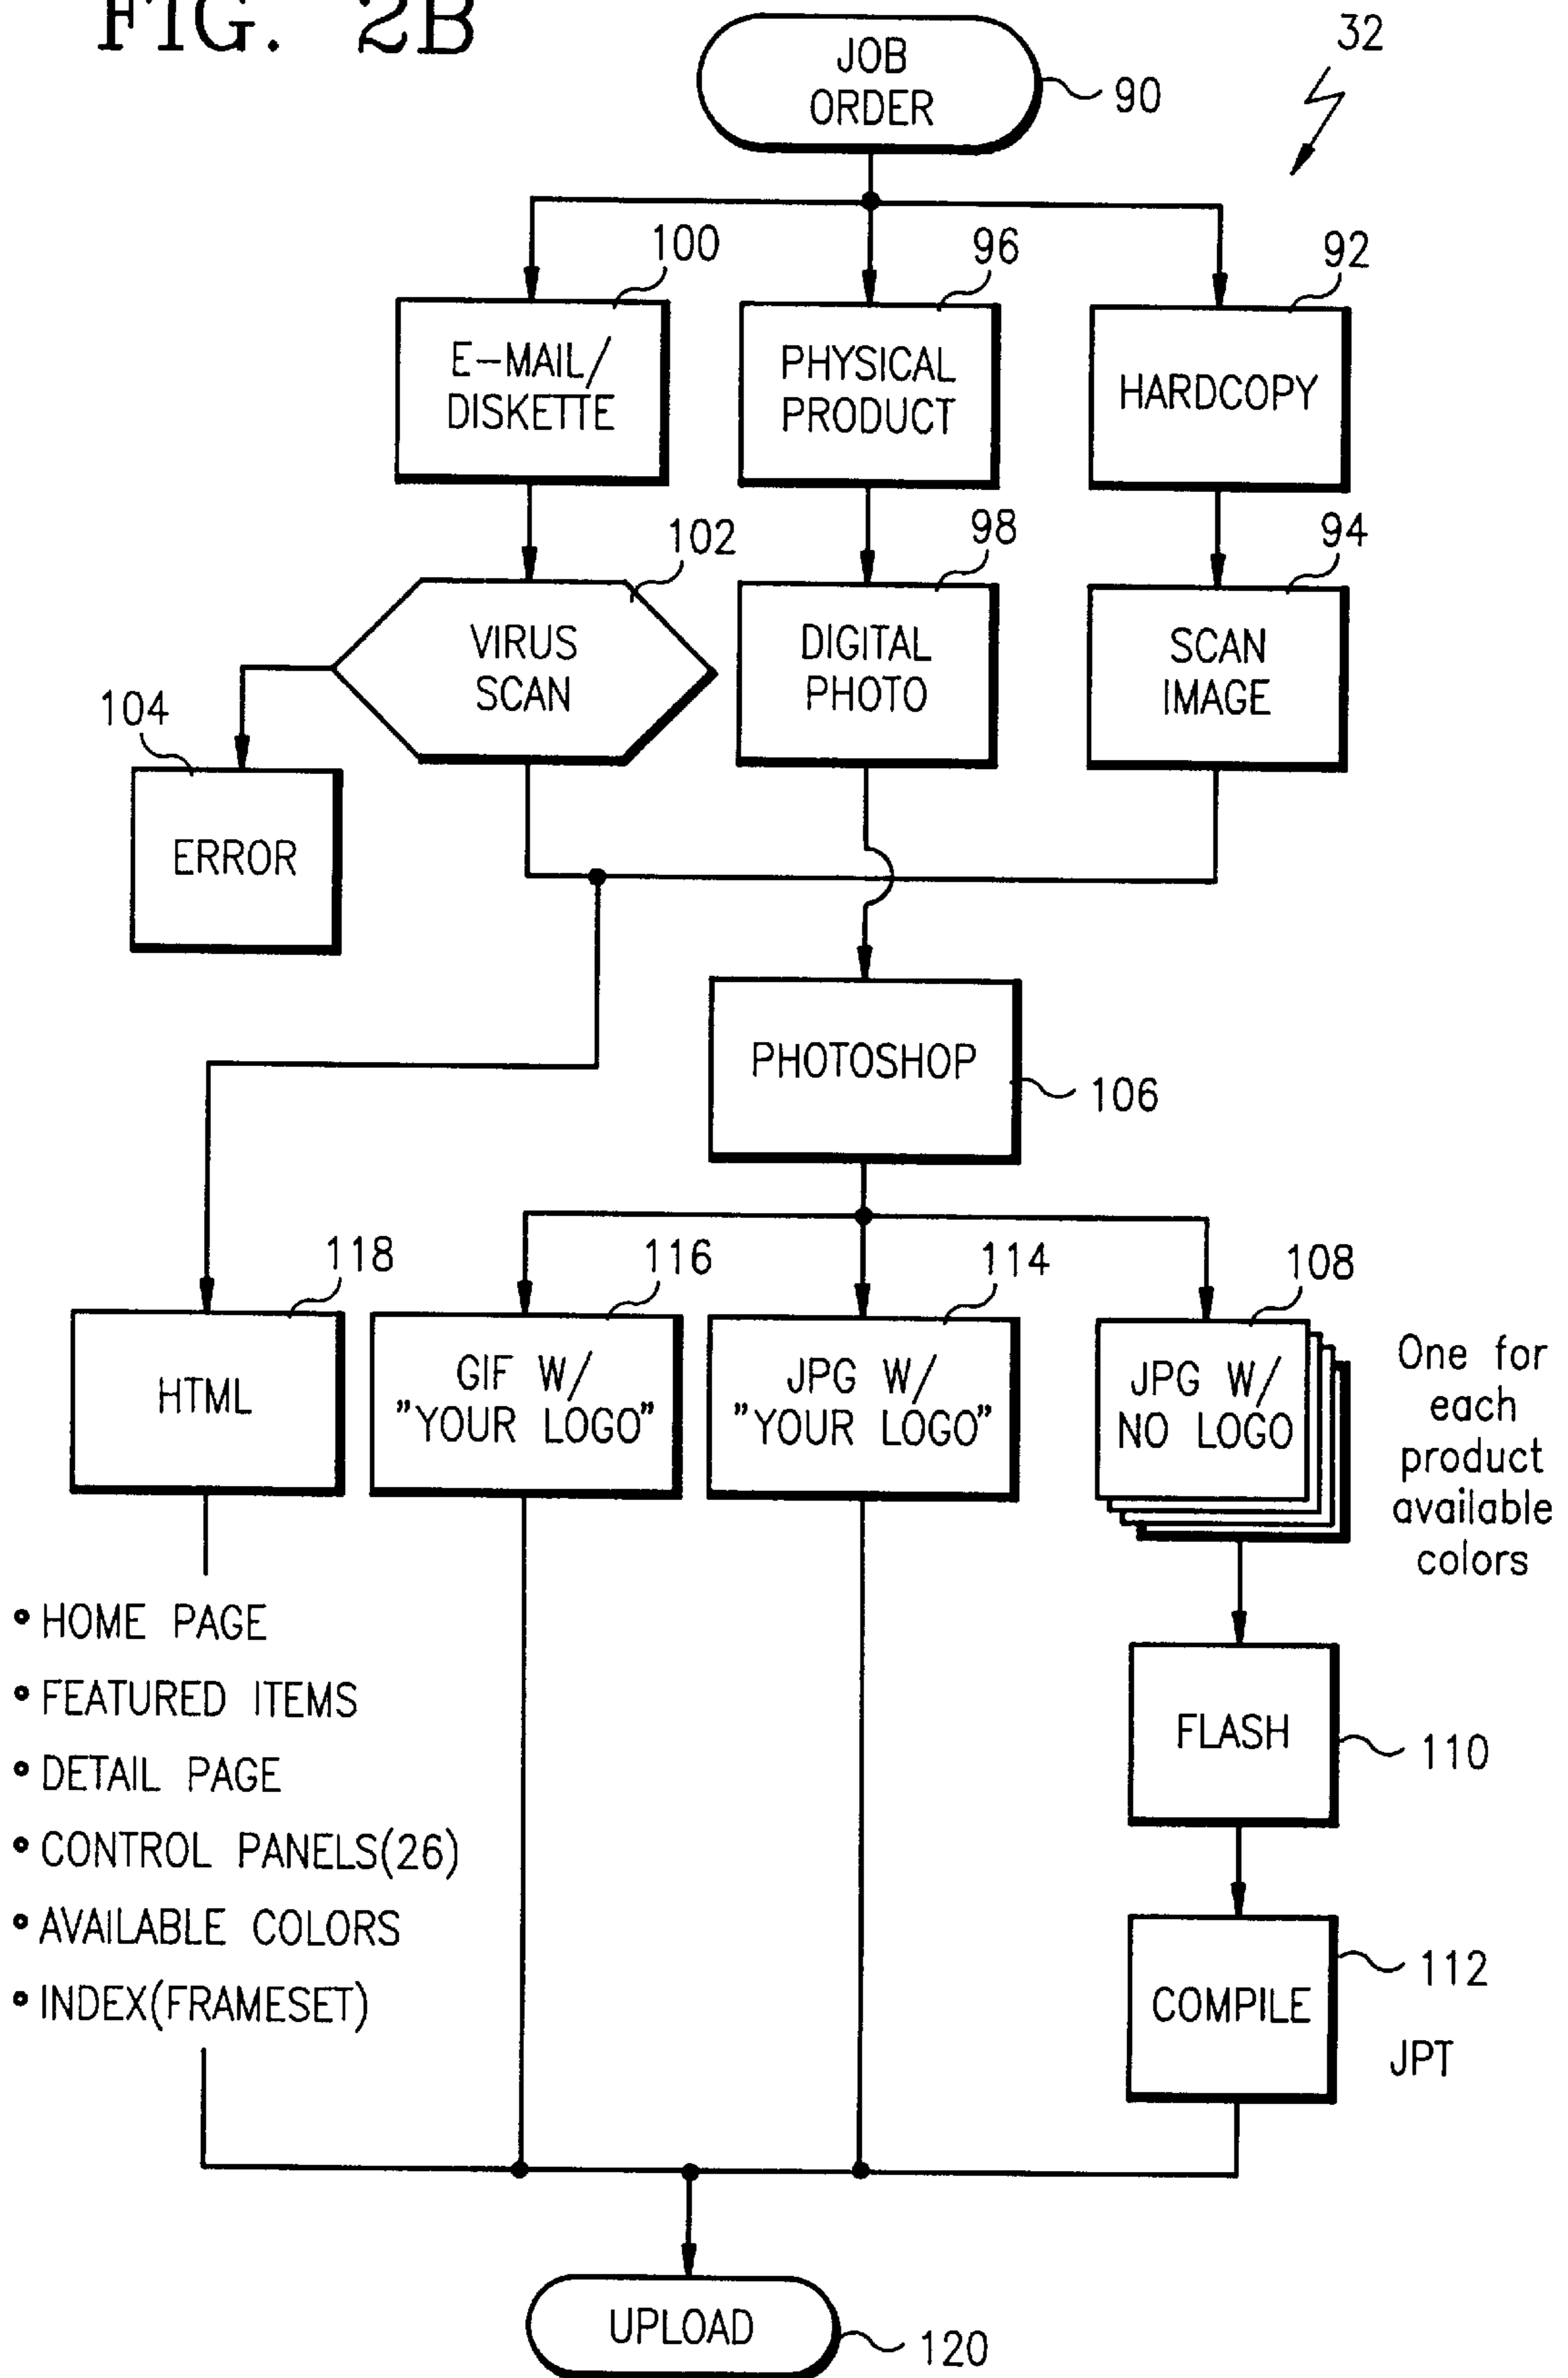 FIG. 2B
32
JOB
ORDER
90
100
96
92
E-MAIL/
DISKETTE
PHYSICAL
PRODUCT
HARDCOPY
102
98
94
VIRUS
SCAN
DIGITAL
PHOTO
SCAN
IMAGE
104
ERROR
PHOTOSHOP
106
118
116
114
108
HTML
GIF W/
"YOUR LOGO"
JPG W/
"YOUR LOGO"
JPG W/
NO LOGO
One for
each
product
available
colors
• HOME PAGE
• FEATURED ITEMS
• DETAIL PAGE
• CONTROL PANELS(26)
• AVAILABLE COLORS
• INDEX(FRAMESET)
FLASH
110
COMPILE
112
JPT
UPLOAD
120